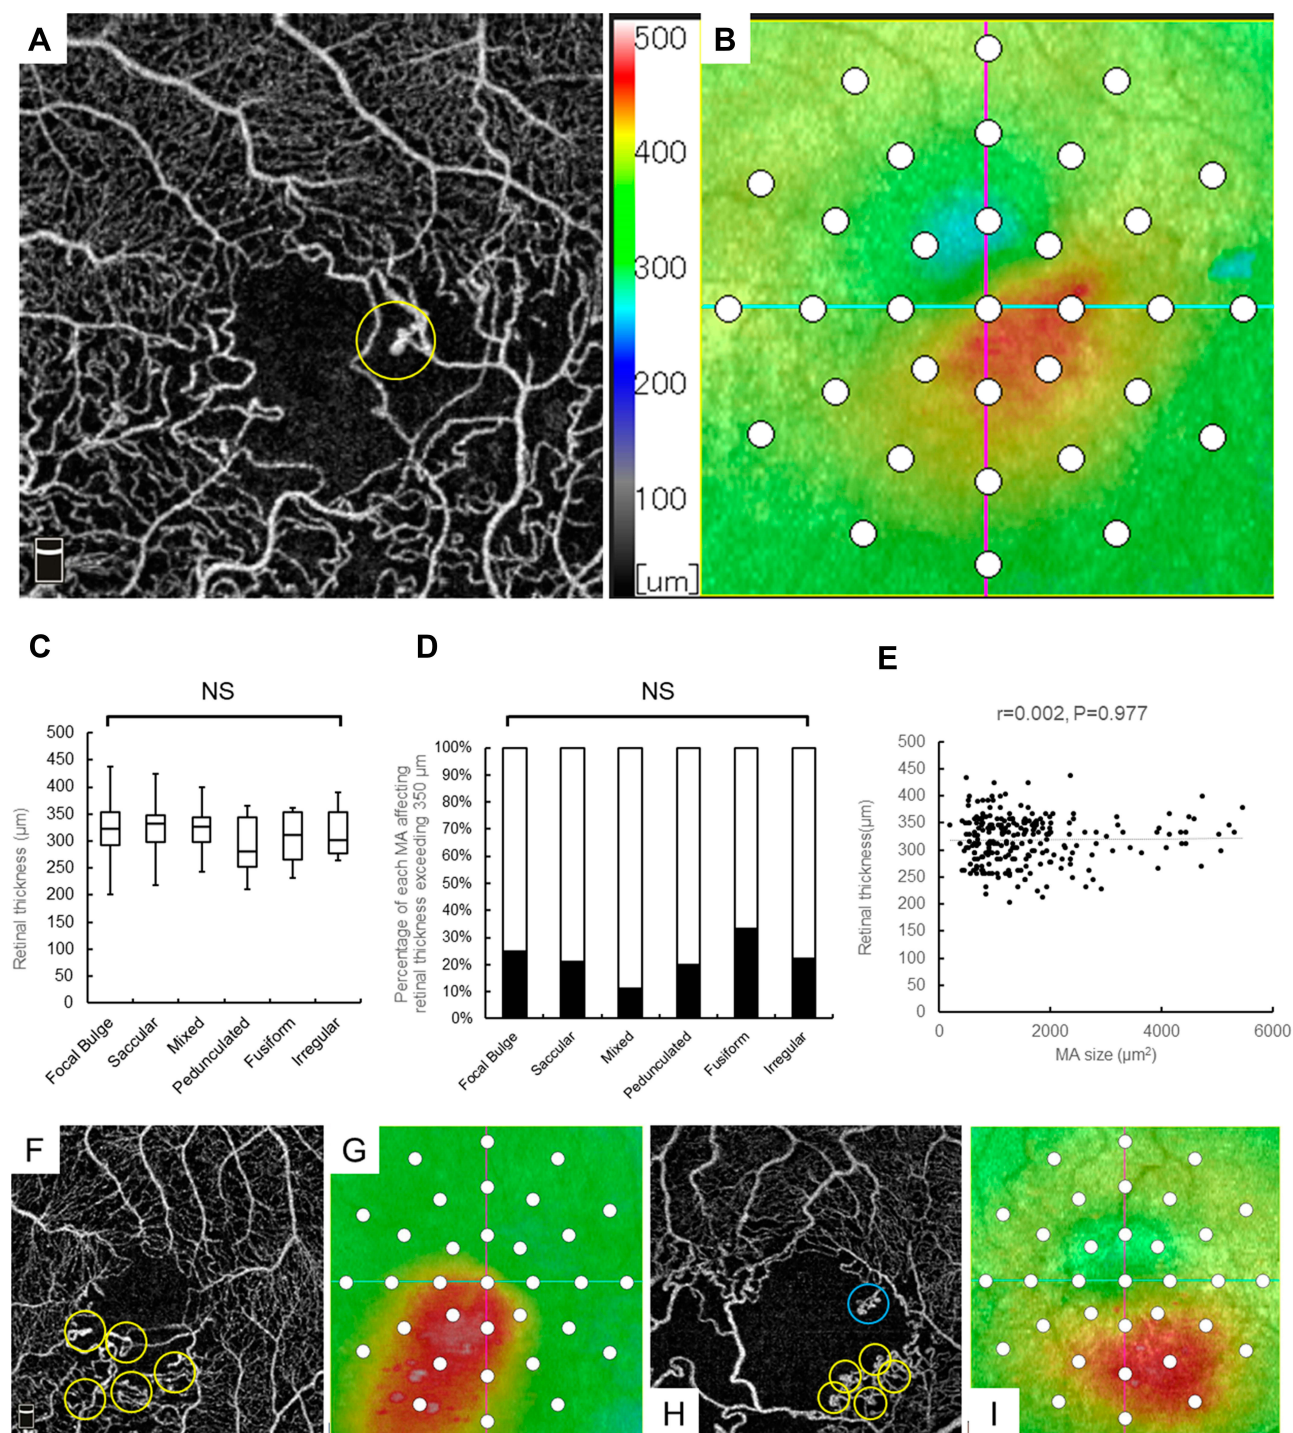 A
B
500
400
300
200
100
[um]
C
D
E
NS
NS
r=0.002, P=0.977
Retinal thickness (μm)
500
450
400
350
300
250
200
150
100
50
0
Focal Bulge
Saccular
Mixed
Pedunculated
Fusiform
Irregular
Percentage of each MA affecting
retinal thickness exceeding 350 μm
100%
90%
80%
70%
60%
50%
40%
30%
20%
10%
0%
Focal Bulge
Saccular
Mixed
Pedunculated
Fusiform
Irregular
Retinal thickness(μm)
500
450
400
350
300
250
200
150
100
50
0
0
2000
4000
6000
MA size (μm²)
F
G
H
I